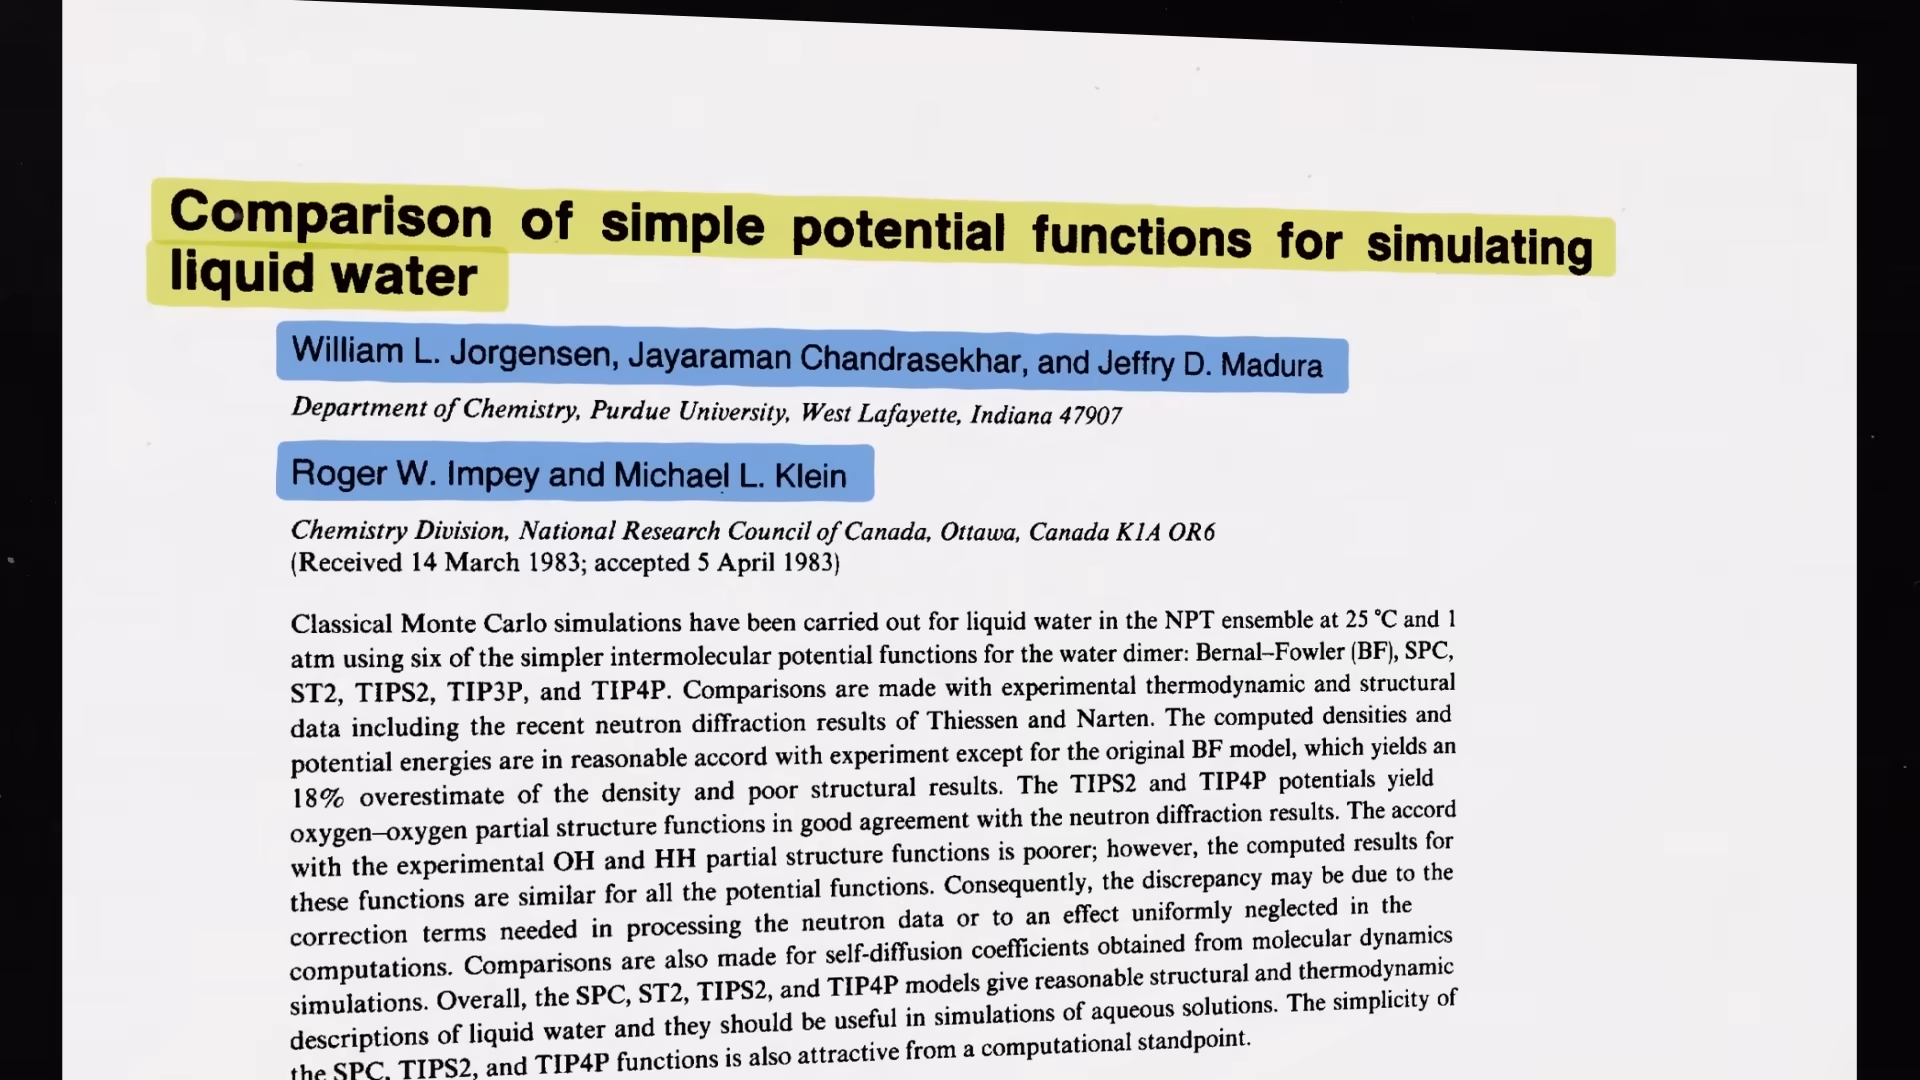 Comparison of simple potential functions for simulating
liquid water
William L. Jorgensen, Jayaraman Chandrasekhar, and Jeffry D. Madura
Department of Chemistry, Purdue University, West Lafayette, Indiana 47907
Roger W. Impey and Michael L. Klein
Chemistry Division, National Research Council of Canada, Ottawa, Canada K1A OR6
(Received 14 March 1983; accepted 5 April 1983)
Classical Monte Carlo simulations have been carried out for liquid water in the NPT ensemble at 25 °C and 1
atm using six of the simpler intermolecular potential functions for the water dimer: Bernal–Fowler (BF), SPC,
ST2, TIPS2, TIP3P, and TIP4P. Comparisons are made with experimental thermodynamic and structural
data including the recent neutron diffraction results of Thiessen and Narten. The computed densities and
potential energies are in reasonable accord with experiment except for the original BF model, which yields an
18% overestimate of the density and poor structural results. The TIPS2 and TIP4P potentials yield
oxygen–oxygen partial structure functions in good agreement with the neutron diffraction results. The accord
with the experimental OH and HH partial structure functions is poorer; however, the computed results for
these functions are similar for all the potential functions. Consequently, the discrepancy may be due to the
correction terms needed in processing the neutron data or to an effect uniformly neglected in the
computations. Comparisons are also made for self-diffusion coefficients obtained from molecular dynamics
simulations. Overall, the SPC, ST2, TIPS2, and TIP4P models give reasonable structural and thermodynamic
descriptions of liquid water and they should be useful in simulations of aqueous solutions. The simplicity of
the SPC, TIPS2, and TIP4P functions is also attractive from a computational standpoint.